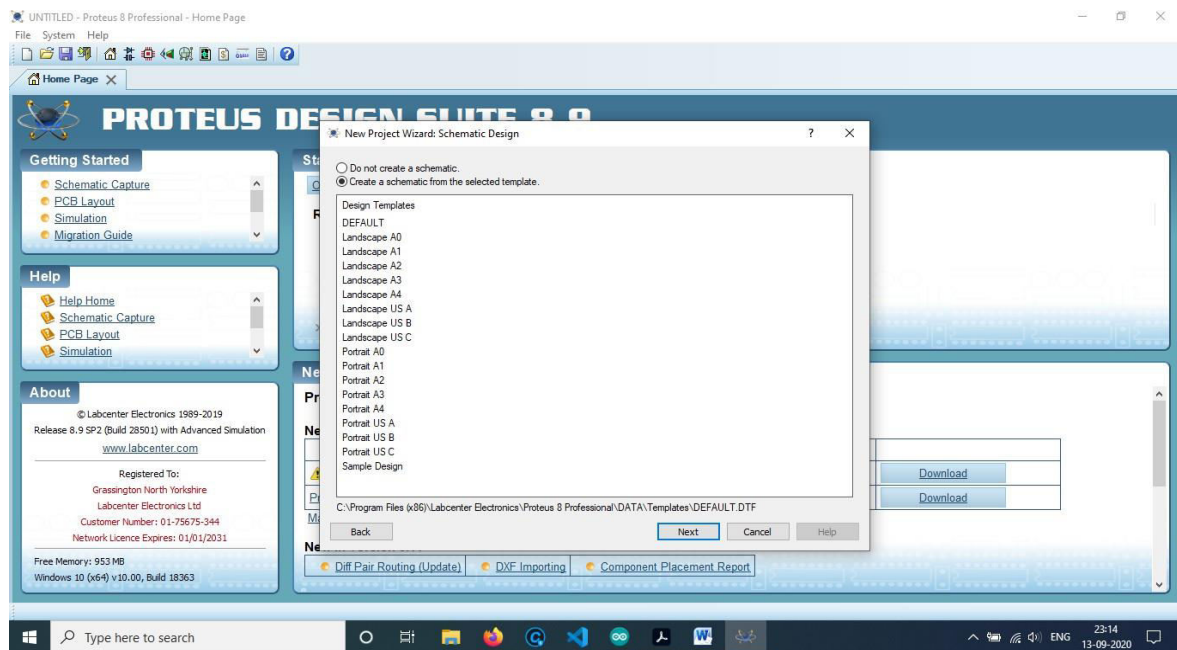 UNTITLED - Proteus 8 Professional - Home Page
File System Help
Home Page
PROTEUS DESIGN SUITE 8.9
Getting Started
Schematic Capture
PCB Layout
Simulation
Migration Guide
Help
Help Home
Schematic Capture
PCB Layout
Simulation
About
© Labcenter Electronics 1989-2019
Release 8.9 SP2 (Build 28501) with Advanced Simulation
www.labcenter.com
Registered To:
Grassington North Yorkshire
Labcenter Electronics Ltd
Customer Number: 01-75675-344
Network Licence Expires: 01/01/2031
Free Memory: 953 MB
Windows 10 (x64) v10.00, Build 18363
New Project Wizard: Schematic Design
Do not create a schematic.
Create a schematic from the selected template.
Design Templates
DEFAULT
Landscape A0
Landscape A1
Landscape A2
Landscape A3
Landscape A4
Landscape US A
Landscape US B
Landscape US C
Portrait A0
Portrait A1
Portrait A2
Portrait A3
Portrait A4
Portrait US A
Portrait US B
Portrait US C
Sample Design
C:\Program Files (x86)\Labcenter Electronics\Proteus 8 Professional\DATA\Templates\DEFAULT.DTF
Back Next Cancel Help
Download
Download
Diff Pair Routing (Update) DXF Importing Component Placement Report
Type here to search
ENG
23:14
13-09-2020